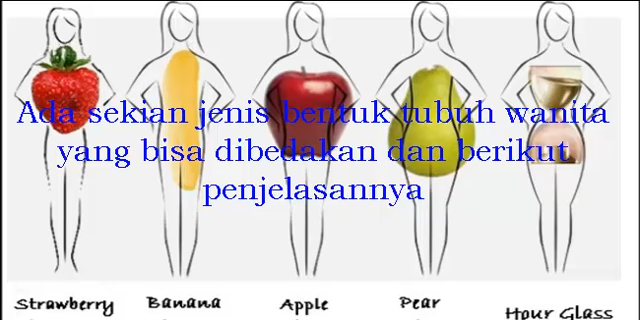 Ada sekian jenis bentuk tubuh wanita
yang bisa dibedakan dan berikut
penjelasannya
Strawberry Banana Apple Pear Hour Glass